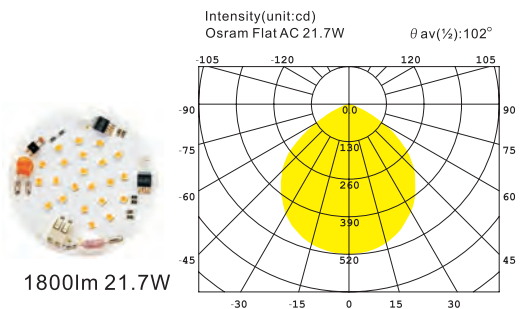 Intensity(unit:cd)
Osram Flat AC 21.7W
θav(½):102°
-105 -120 120 105
-90 0.0 90
-75 130 75
-60 260 60
390
-45 520 45
-30 -15 0 15 30
1800lm 21.7W